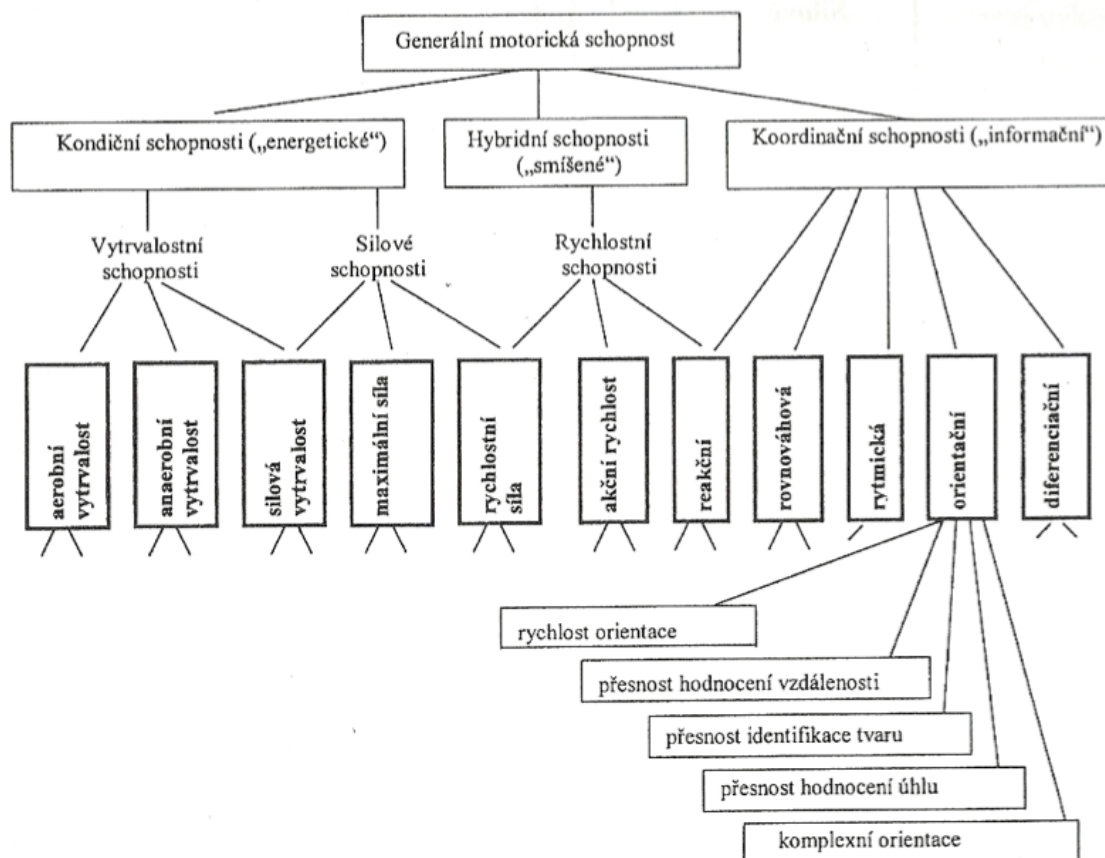 Generální motorická schopnost
Kondiční schopnosti („energetické“)
Hybridní schopnosti
(„smíšené“)
Koordinační schopnosti („informační“)
Vytrvalostní
schopnosti
Silové
schopnosti
Rychlostní
schopnosti
aerobní
vytrvalost
anaerobní
vytrvalost
silová
vytrvalost
maximální síla
rychlostní
síla
akční rychlost
reakční
rovnováhová
rytmická
orientační
diferenciační
rychlost orientace
přesnost hodnocení vzdálenosti
přesnost identifikace tvaru
přesnost hodnocení úhlu
komplexní orientace